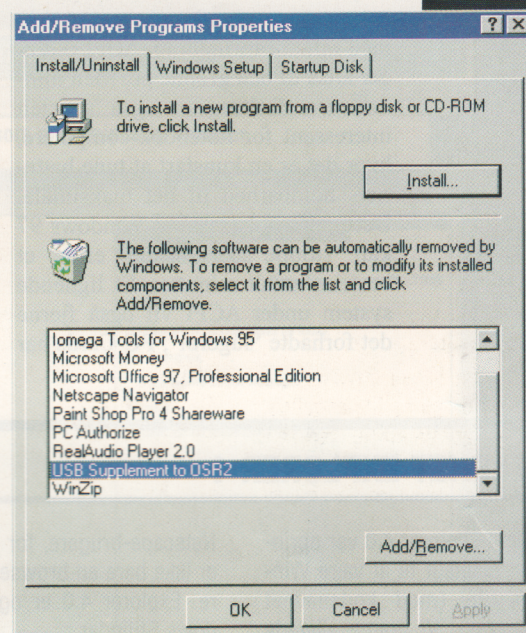 Add/Remove Programs Properties
Install/Uninstall
Windows Setup
Startup Disk
To install a new program from a floppy disk or CD-ROM
drive, click Install.
Install...
The following software can be automatically removed by
Windows. To remove a program or to modify its installed
components, select it from the list and click
Add/Remove.
Iomega Tools for Windows 95
Microsoft Money
Microsoft Office 97, Professional Edition
Netscape Navigator
Paint Shop Pro 4 Shareware
PC Authorize
RealAudio Player 2.0
USB Supplement to OSR2
WinZip
Add/Remove...
OK
Cancel
Apply